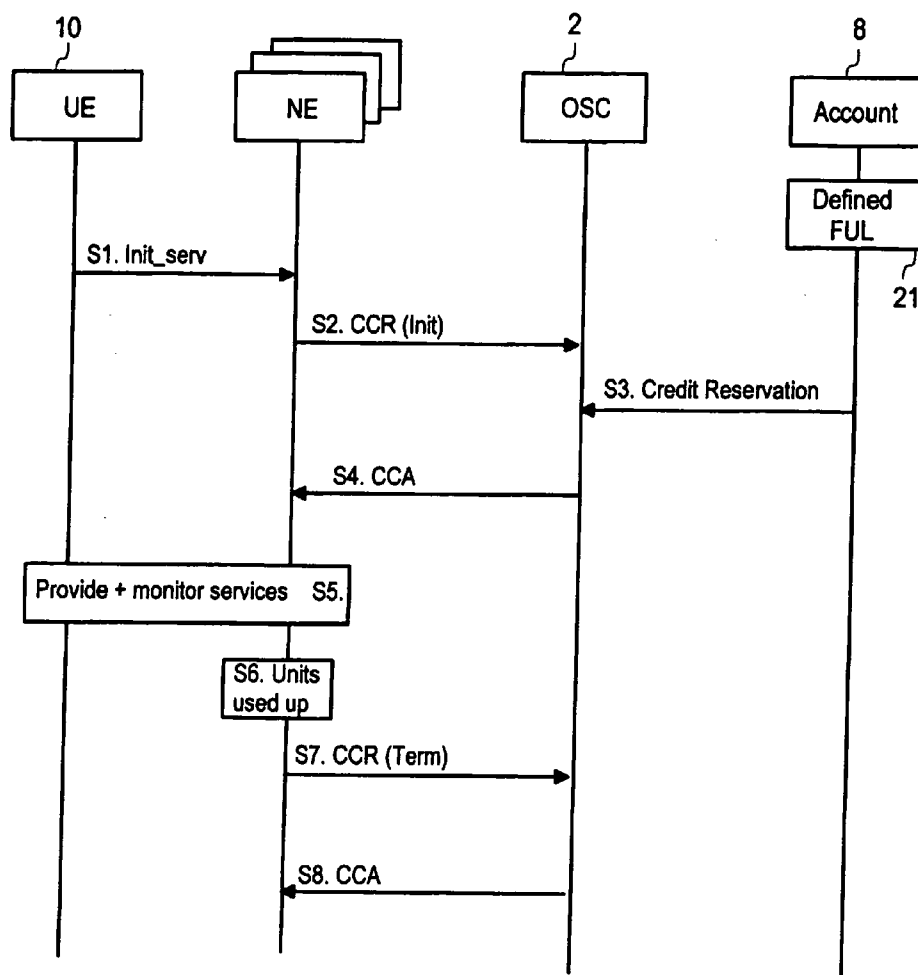 10
2
8
UE
NE
OSC
Account
Defined
FUL
21
S1. Init_serv
S2. CCR (Init)
S3. Credit Reservation
S4. CCA
Provide + monitor services S5.
S6. Units
used up
S7. CCR (Term)
S8. CCA